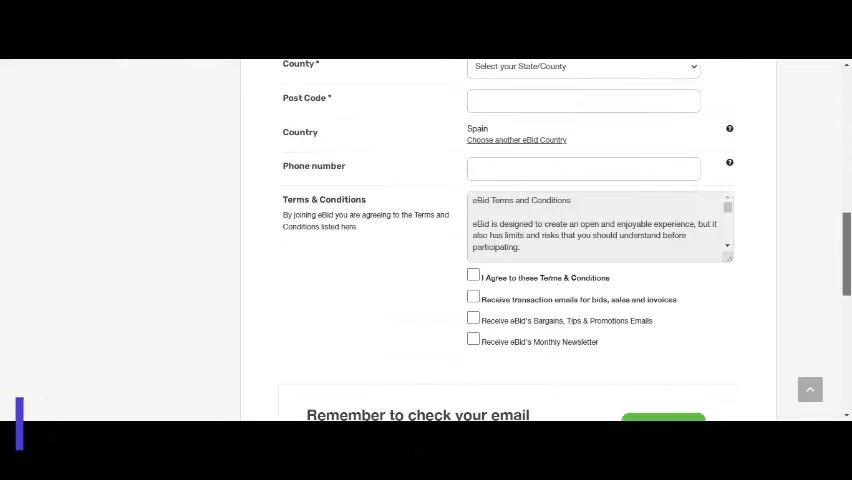 County *
Select your State/County
Post Code *
Country
Spain
Choose another eBid Country
Phone number
Terms & Conditions
By joining eBid you are agreeing to the Terms and
Conditions listed here.
eBid Terms and Conditions
eBid is designed to create an open and enjoyable experience, but it
also has limits and risks that you should understand before
participating.
I Agree to these Terms & Conditions
Receive transaction emails for bids, sales and invoices
Receive eBid's Bargains, Tips & Promotions Emails
Receive eBid's Monthly Newsletter
Remember to check your email